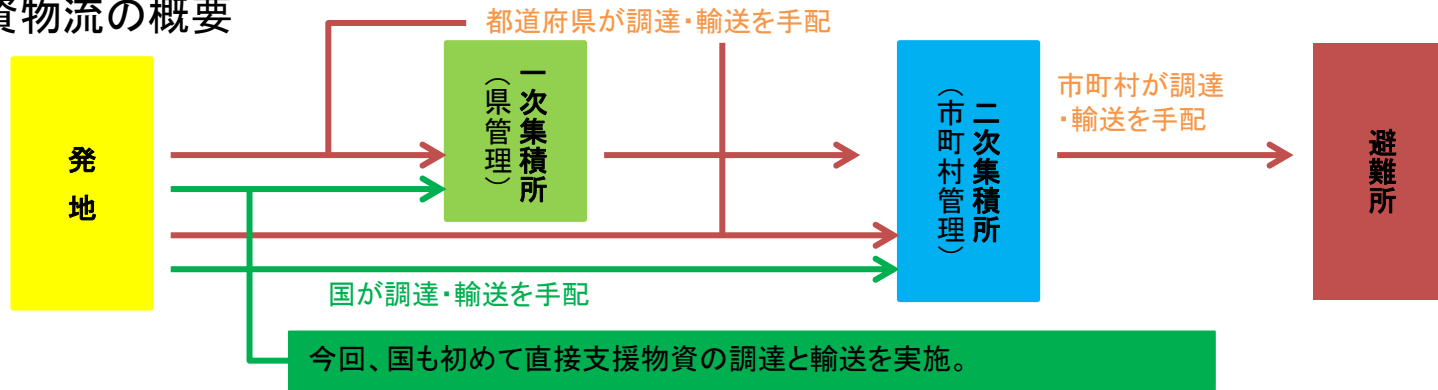 資物流の概要
都道府県が調達・輸送を手配
発
地
一次集積所
（県管理）
二次集積所
（市町村管理）
市町村が調達
・輸送を手配
避難所
国が調達・輸送を手配
今回、国も初めて直接支援物資の調達と輸送を実施。